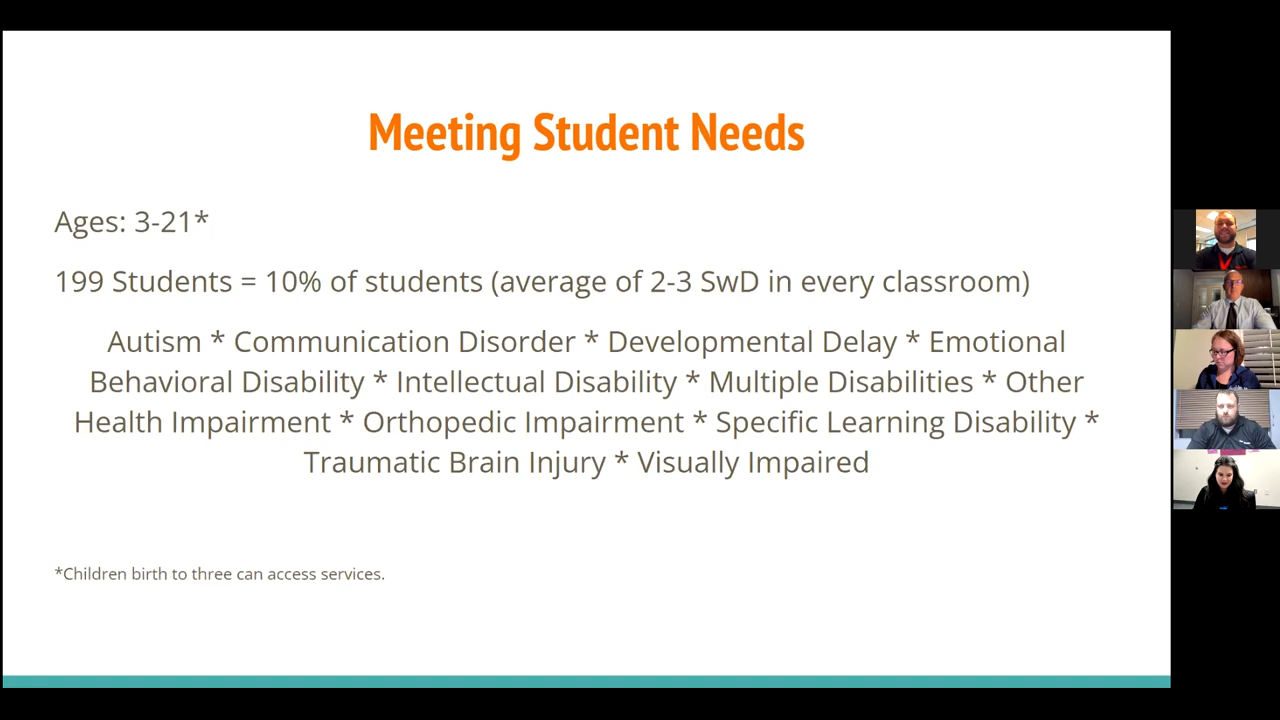 Meeting Student Needs
Ages: 3-21*
199 Students = 10% of students (average of 2-3 SwD in every classroom)
Autism * Communication Disorder * Developmental Delay * Emotional
Behavioral Disability * Intellectual Disability * Multiple Disabilities * Other
Health Impairment * Orthopedic Impairment * Specific Learning Disability *
Traumatic Brain Injury * Visually Impaired
*Children birth to three can access services.